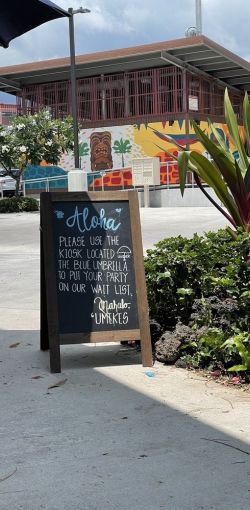 Aloha
PLEASE USE THE
KIOSK LOCATED
THE BLUE UMBRELLA
TO PUT YOUR PARTY
ON OUR WAIT LIST.
Mahalo,
'UMEKES